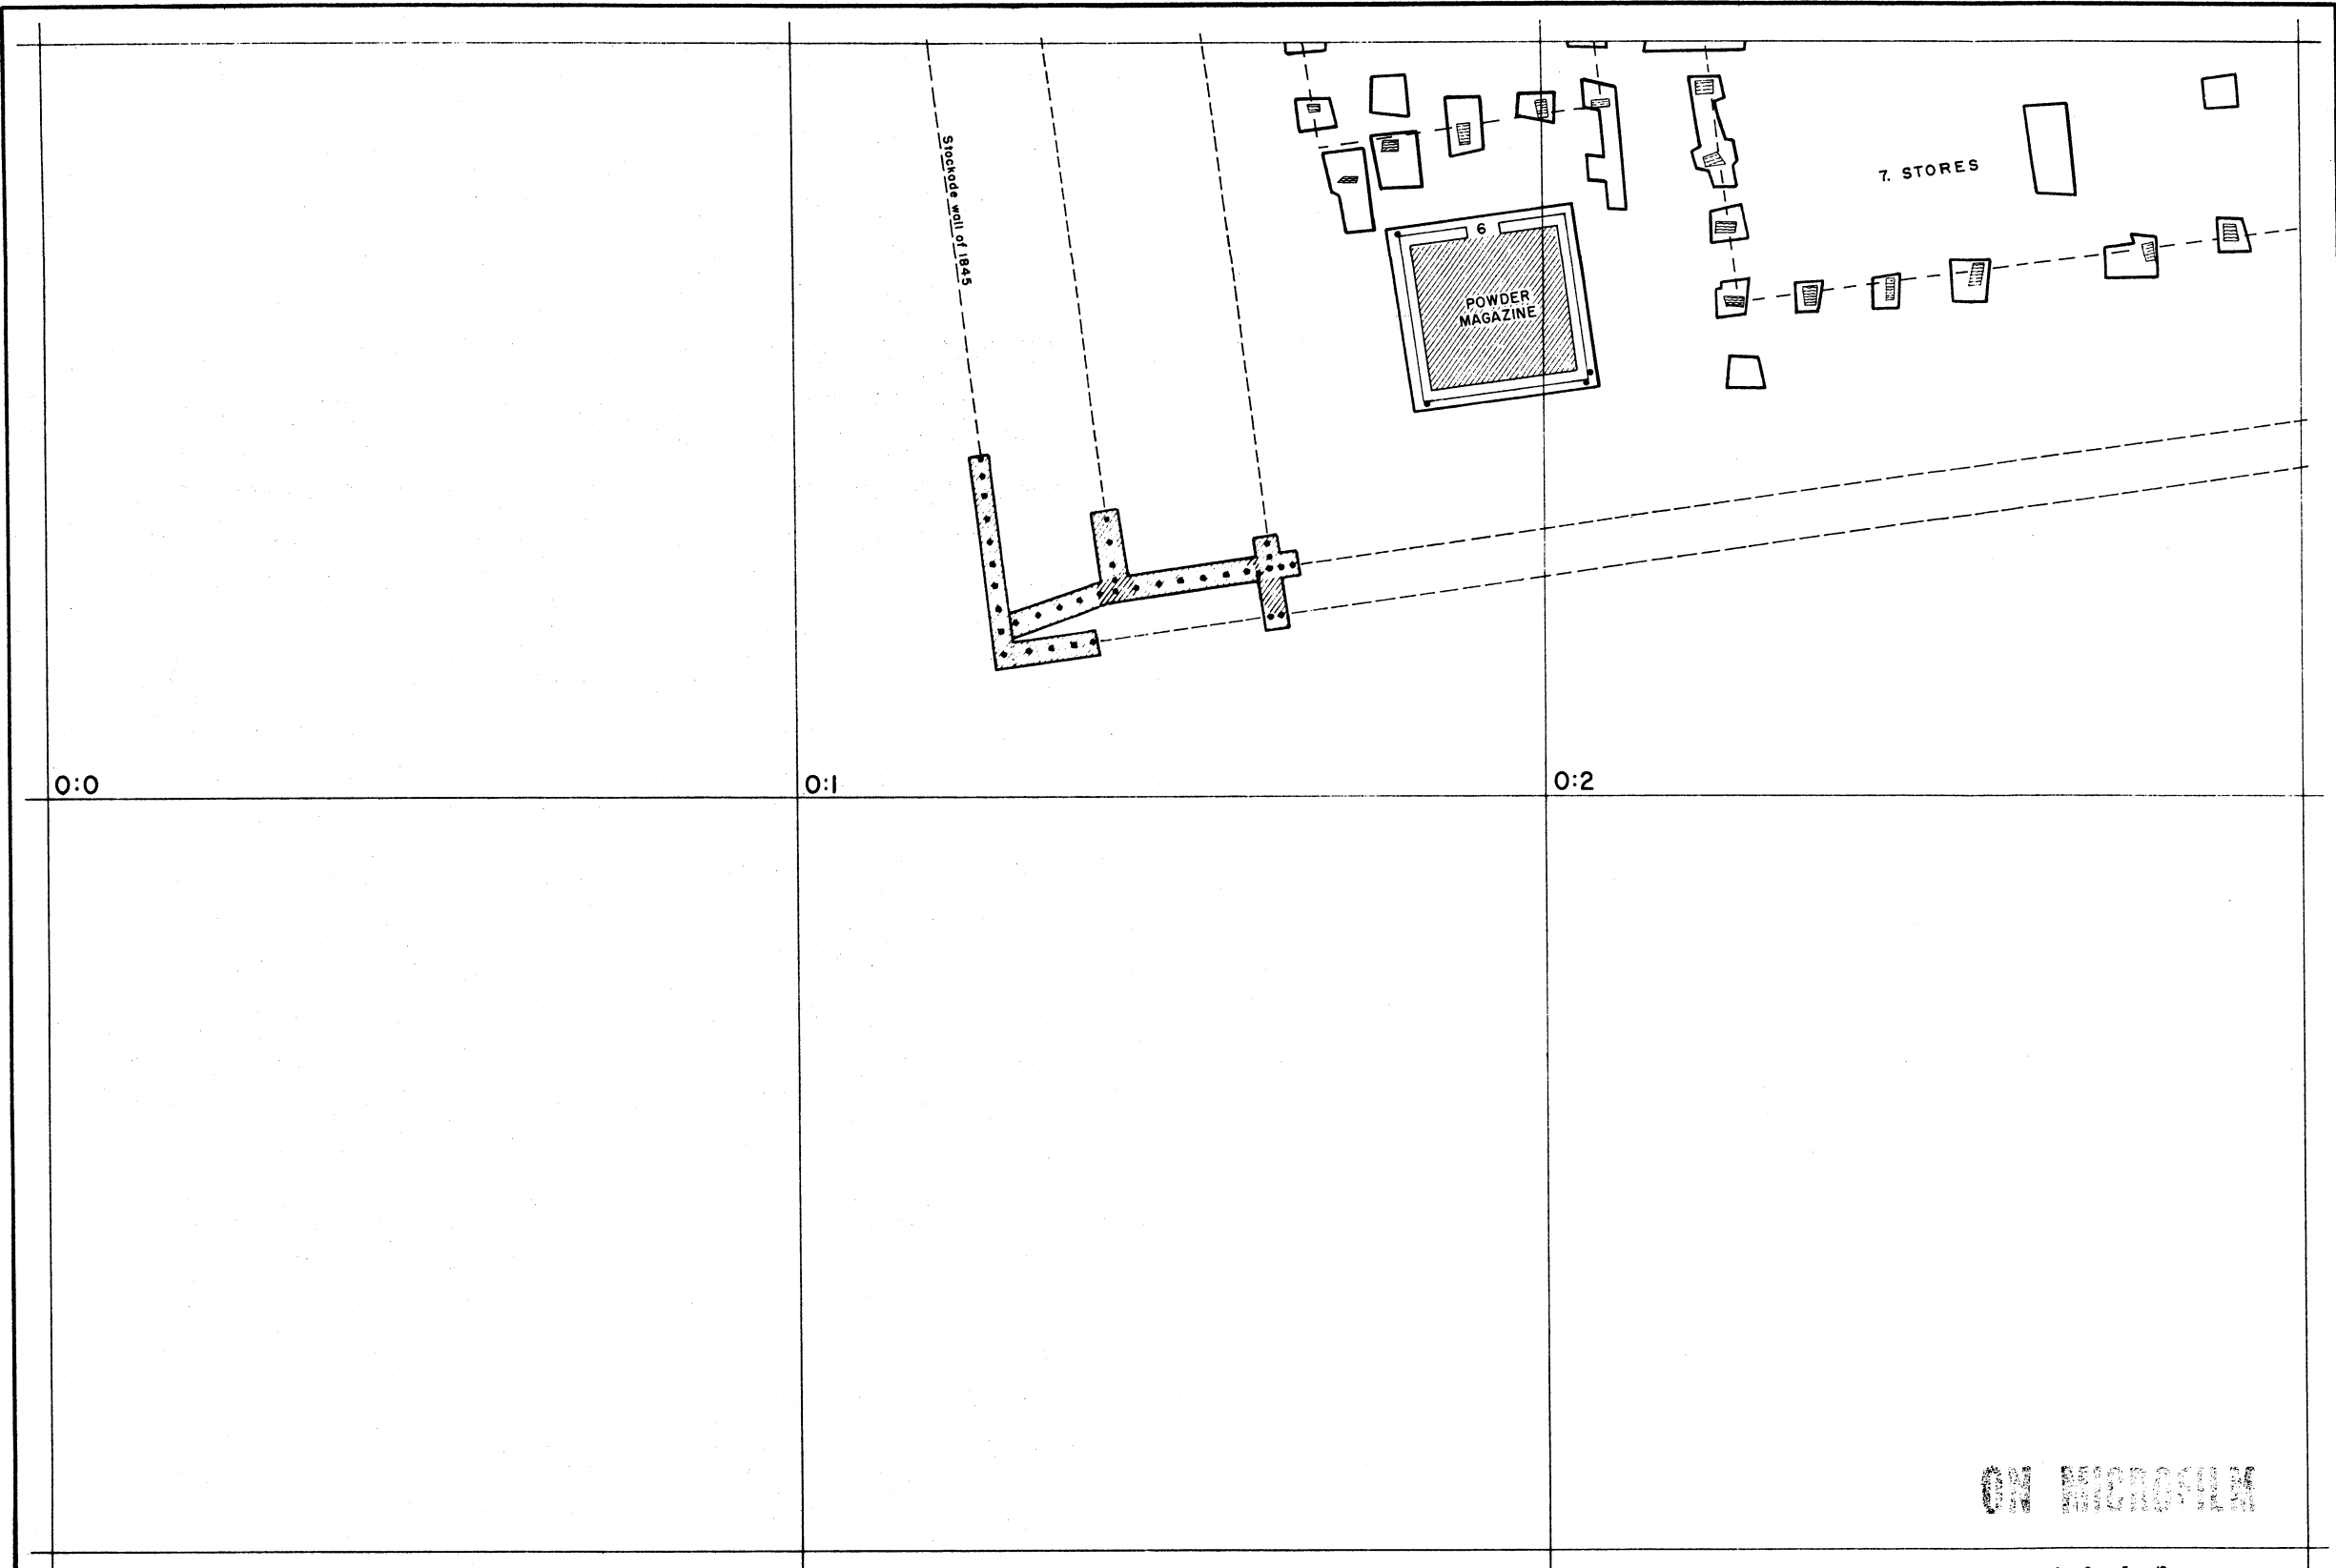 Stockade wall of 1845
6
POWDER
MAGAZINE
7. STORES
0:0
0:1
0:2
ON MICROFILM